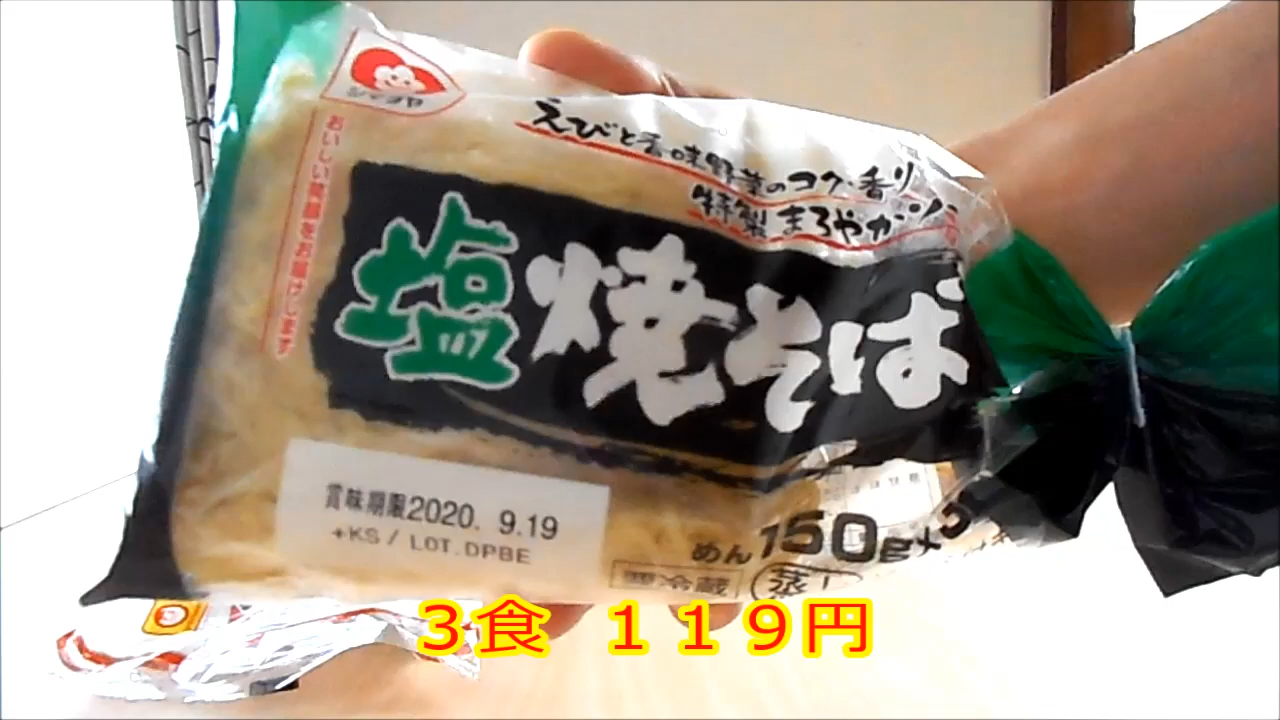 シマダヤ
おいしい笑顔をお届けします
えびと香味野菜のコク・香り
特製まろやか
塩焼そば
賞味期限2020. 9.19
+KS / LOT.DPBE
めん150g×3
要冷蔵
蒸し
３食 １１９円